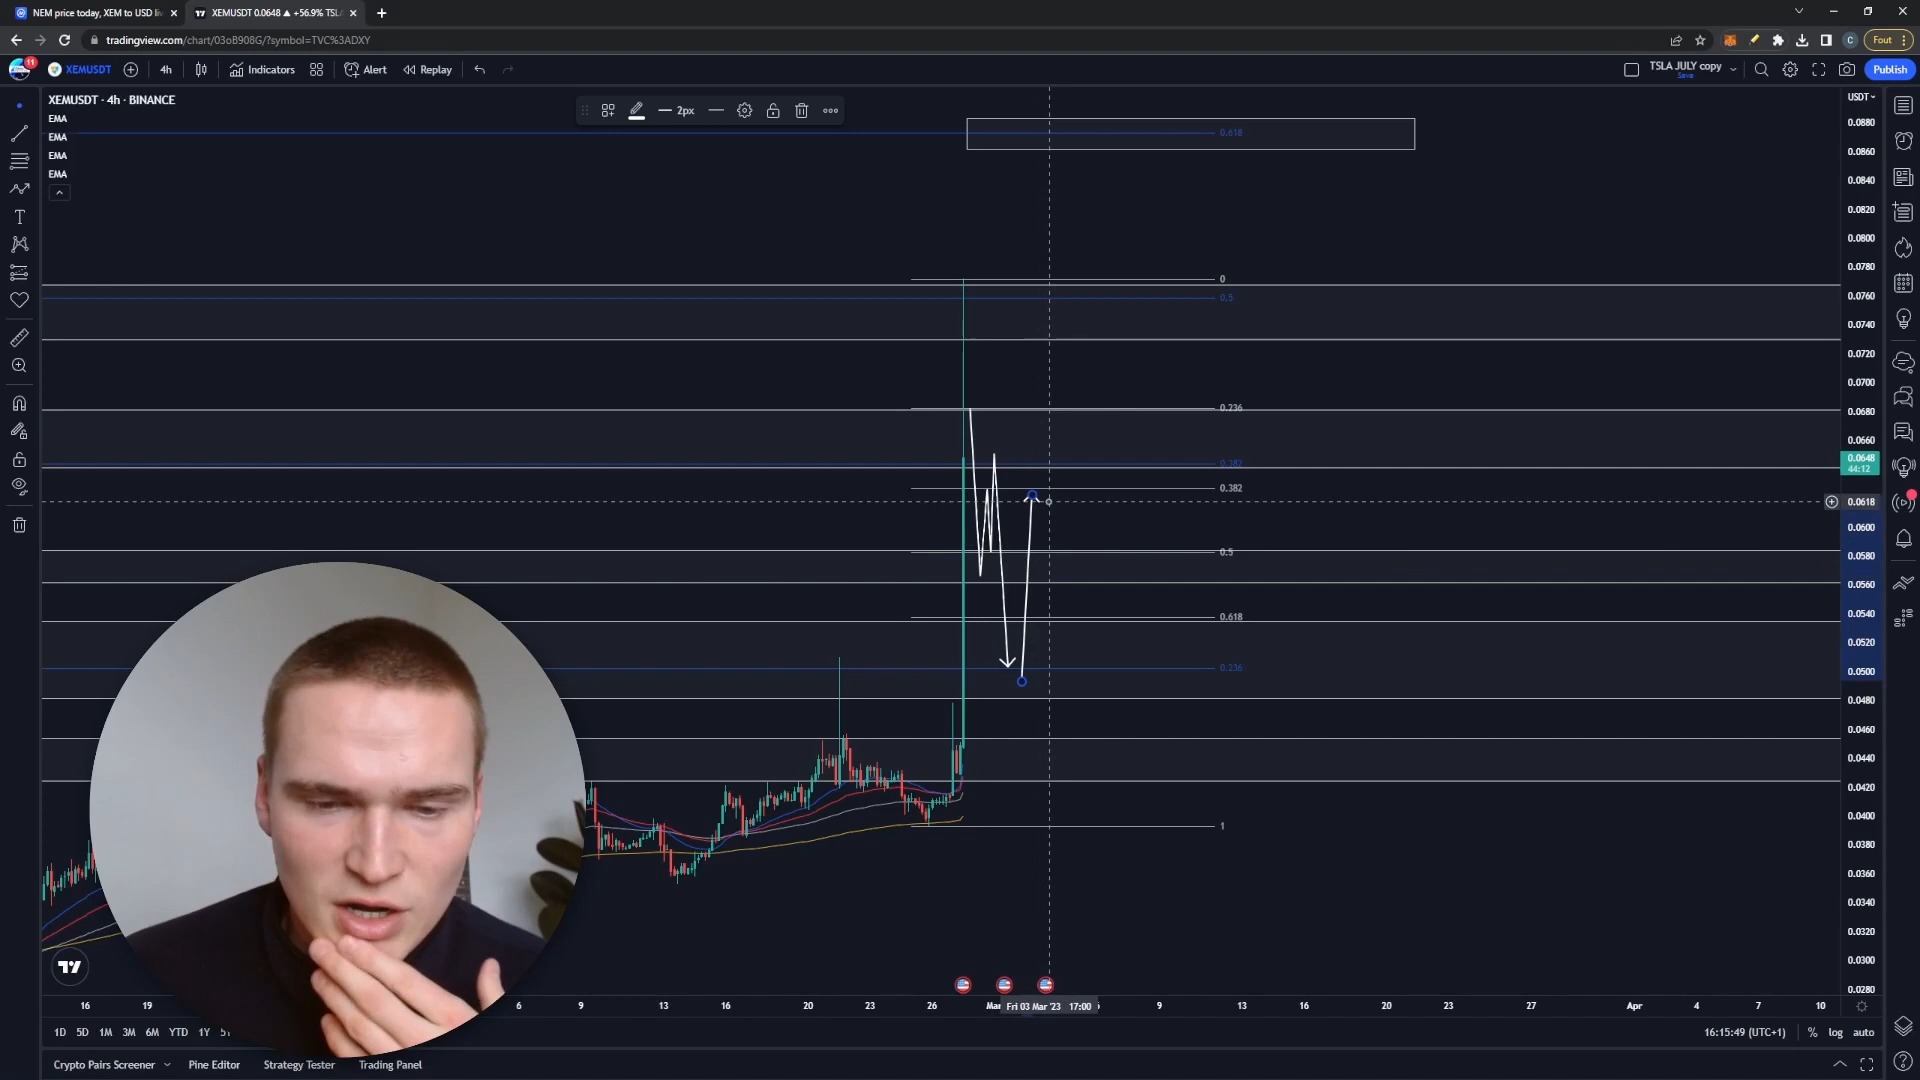 NEM price today, XEM to USD liv
XEMUSDT 0.0648 ▲ +56.9% TSL
tradingview.com/chart/03oB908G/?symbol=TVC%3ADXY
C
Fout
11
XEMUSDT
4h
Indicators
Alert
Replay
TSLA JULY copy
Save
Publish
XEMUSDT · 4h · BINANCE
EMA
EMA
EMA
EMA
2px
USDT
0.0880
0.0860
0.0840
0.0820
0.0800
0.0780
0.0760
0.0740
0.0720
0.0700
0.0680
0.0660
0.0648
44:12
0.0618
0.0600
0.0580
0.0560
0.0540
0.0520
0.0500
0.0480
0.0460
0.0440
0.0420
0.0400
0.0380
0.0360
0.0340
0.0320
0.0300
0.0280
0.618
0
0.5
0.236
0.382
0.382
0.5
0.618
0.236
1
16
19
6
9
13
16
20
23
26
Mar
Fri 03 Mar '23 17:00
9
13
16
20
23
27
Apr
4
7
10
1D 5D 1M 3M 6M YTD 1Y
16:15:49 (UTC+1)
%
log
auto
Crypto Pairs Screener
Pine Editor
Strategy Tester
Trading Panel